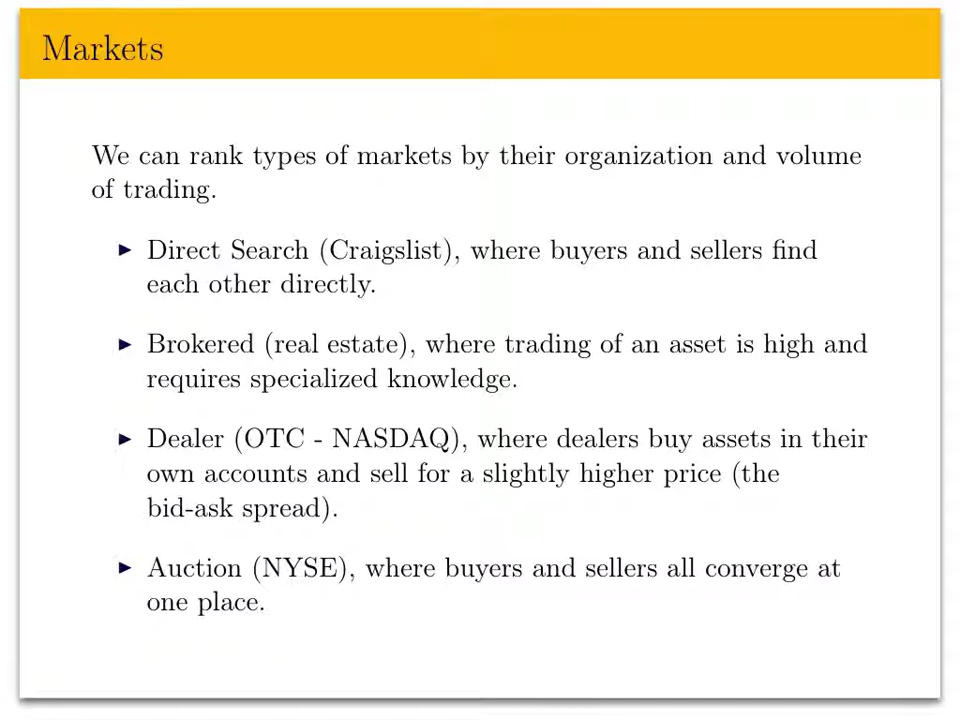 Markets
We can rank types of markets by their organization and volume
of trading.
▶ Direct Search (Craigslist), where buyers and sellers find
each other directly.
▶ Brokered (real estate), where trading of an asset is high and
requires specialized knowledge.
▶ Dealer (OTC - NASDAQ), where dealers buy assets in their
own accounts and sell for a slightly higher price (the
bid-ask spread).
▶ Auction (NYSE), where buyers and sellers all converge at
one place.